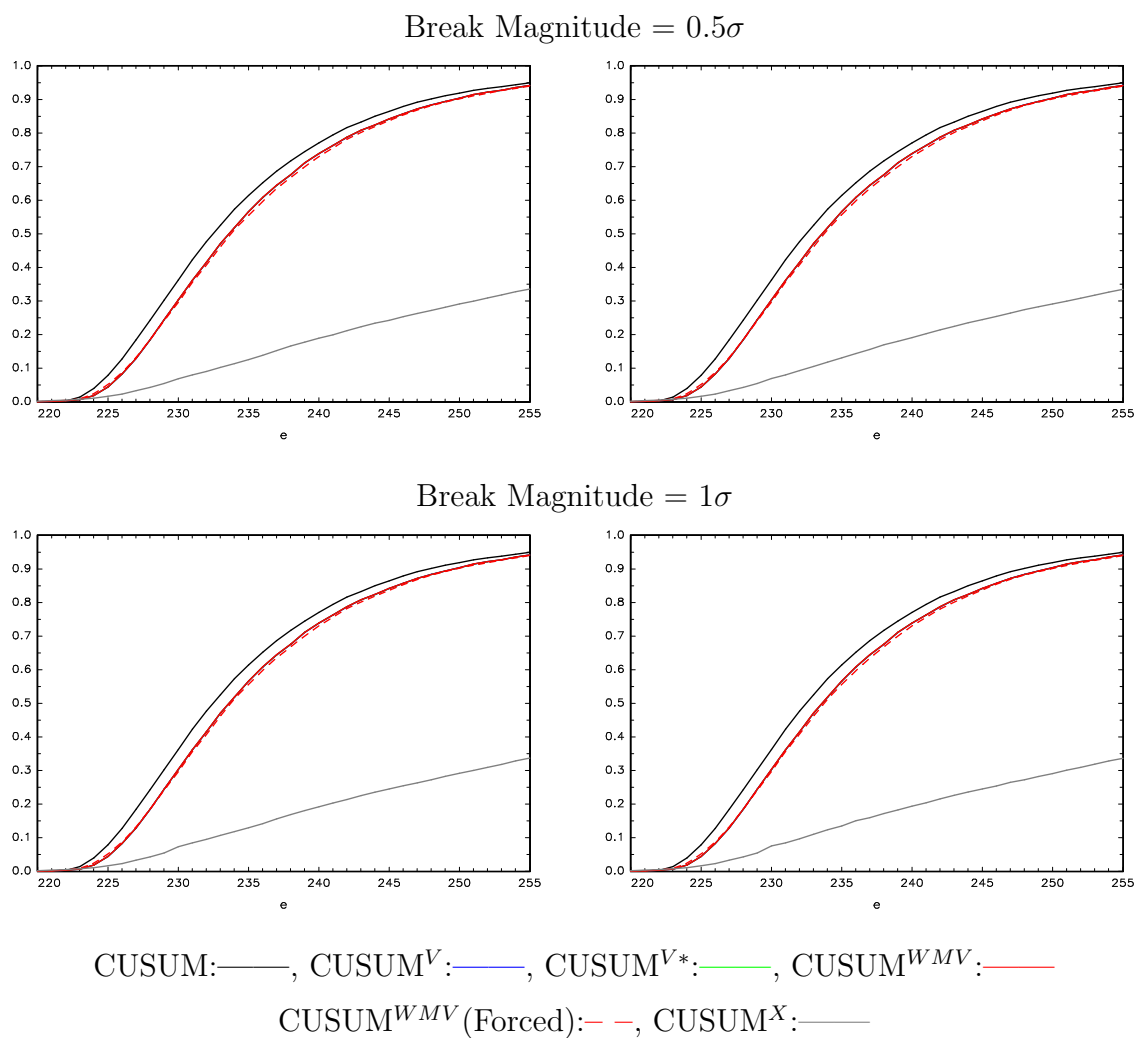 Break Magnitude = 0.5σ
1.0 1.0
0.9 0.9
0.8 0.8
0.7 0.7
0.6 0.6
0.5 0.5
0.4 0.4
0.3 0.3
0.2 0.2
0.1 0.1
0.0 0.0
220 225 230 235 240 245 250 255 220 225 230 235 240 245 250 255
e e
Break Magnitude = 1σ
1.0 1.0
0.9 0.9
0.8 0.8
0.7 0.7
0.6 0.6
0.5 0.5
0.4 0.4
0.3 0.3
0.2 0.2
0.1 0.1
0.0 0.0
220 225 230 235 240 245 250 255 220 225 230 235 240 245 250 255
e e
CUSUM:——, CUSUM^V:——, CUSUM^{V*}:——, CUSUM^{WMV}:——
CUSUM^{WMV}(Forced):– –, CUSUM^X:——